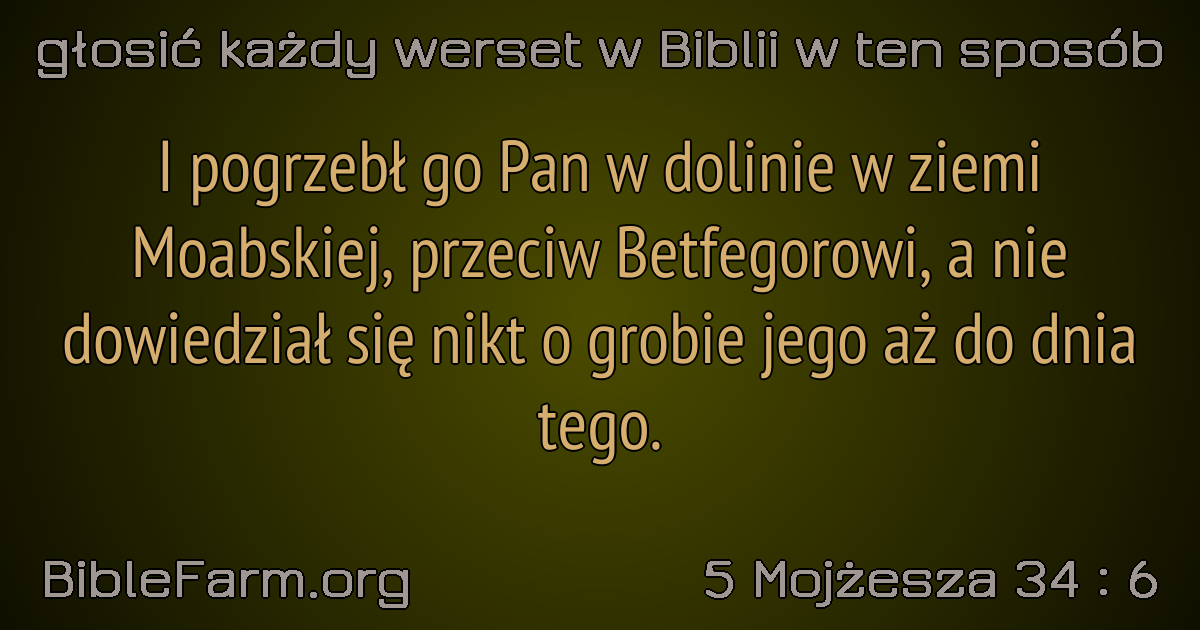 głosić każdy werset w Biblii w ten sposób
I pogrzebł go Pan w dolinie w ziemi
Moabskiej, przeciw Betfegorowi, a nie
dowiedział się nikt o grobie jego aż do dnia
tego.
BibleFarm.org
5 Mojżesza 34 : 6